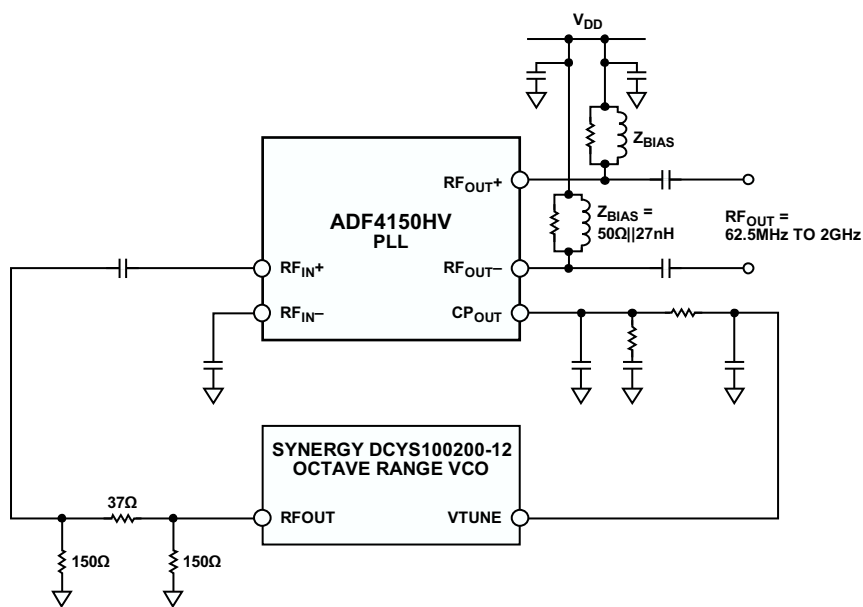 VDD
ZBIAS
RFOUT+
ADF4150HV
PLL
ZBIAS =
50Ω||27nH
RFOUT =
62.5MHz TO 2GHz
RFIN+
RFOUT–
RFIN–
CPOUT
SYNERGY DCYS100200-12
OCTAVE RANGE VCO
37Ω
RFOUT
VTUNE
150Ω
150Ω